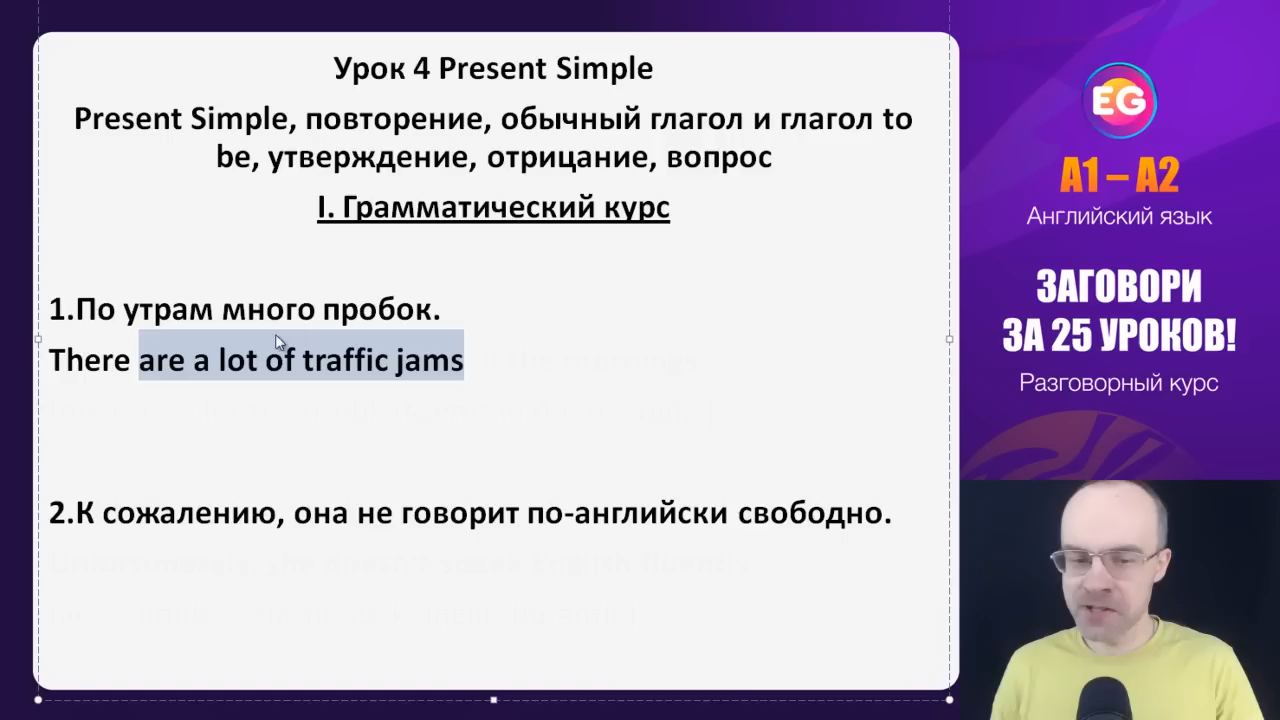 Урок 4 Present Simple
Present Simple, повторение, обычный глагол и глагол to
be, утверждение, отрицание, вопрос
I. Грамматический курс
1.По утрам много пробок.
There are a lot of traffic jams
2.К сожалению, она не говорит по-английски свободно.
EG
A1 – A2
Английский язык
ЗАГОВОРИ
ЗА 25 УРОКОВ!
Разговорный курс